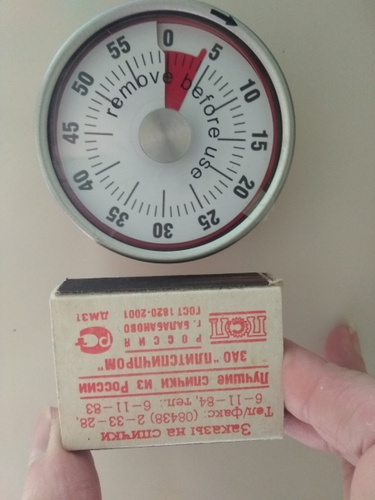 0
5
10
15
20
25
30
35
40
45
50
55
remove before use
Заказы на спички
Тел/факс: (08438) 2-33-28,
6-11-84, тел.: 6-11-83
Лучшие спички из России
ЗАО "ПЛИТСПИЧПРОМ"
ПСП
РОССИЯ
г. БАЛАБАНОВО
ГОСТ 1820-2001
РСТ
ДМ31